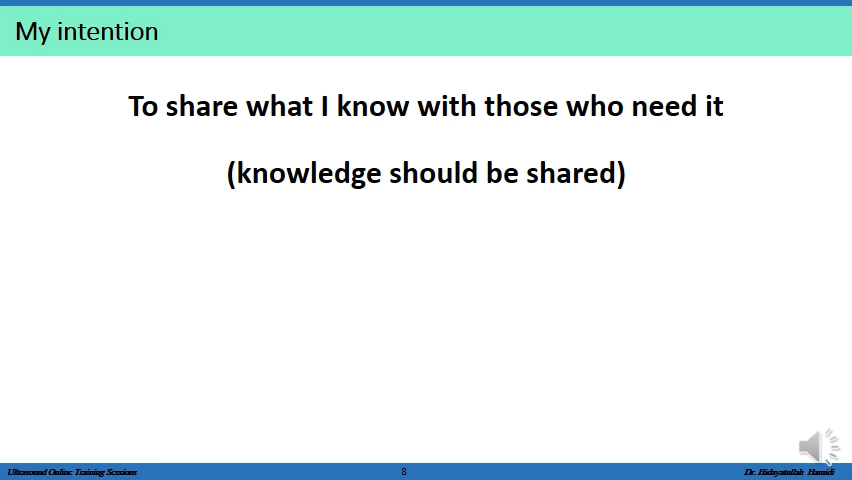 My intention
To share what I know with those who need it
(knowledge should be shared)
Ultrasound Online Training Sessions
8
Dr. Hidayatullah Hamidi